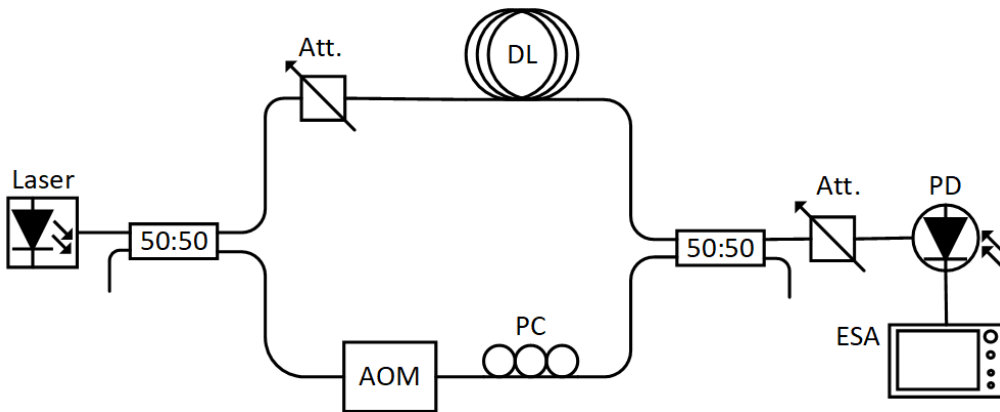 Att.
DL
Laser
50:50
Att.
PD
50:50
PC
AOM
ESA